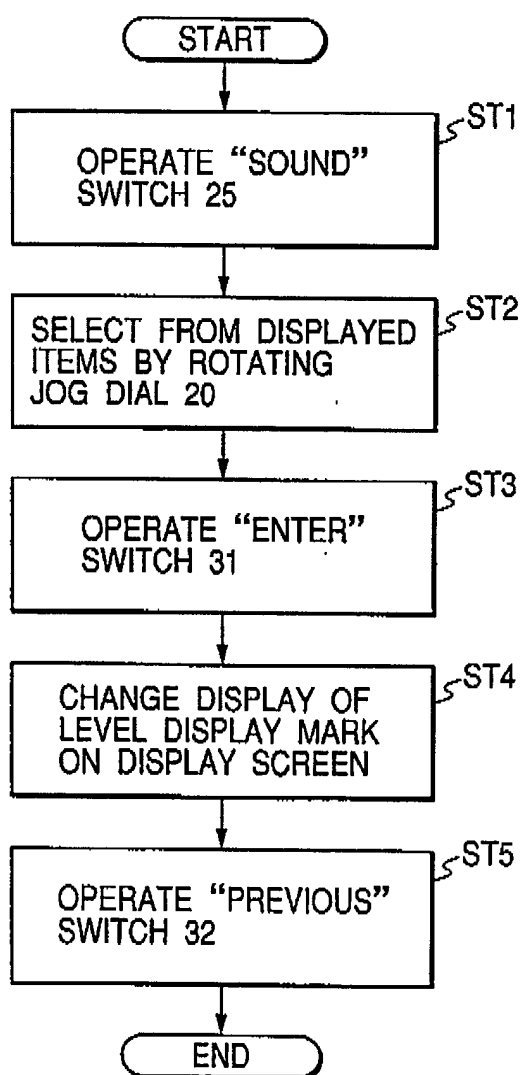 START
ST1
OPERATE “SOUND”
SWITCH 25
ST2
SELECT FROM DISPLAYED
ITEMS BY ROTATING
JOG DIAL 20
ST3
OPERATE “ENTER”
SWITCH 31
ST4
CHANGE DISPLAY OF
LEVEL DISPLAY MARK
ON DISPLAY SCREEN
ST5
OPERATE “PREVIOUS”
SWITCH 32
END